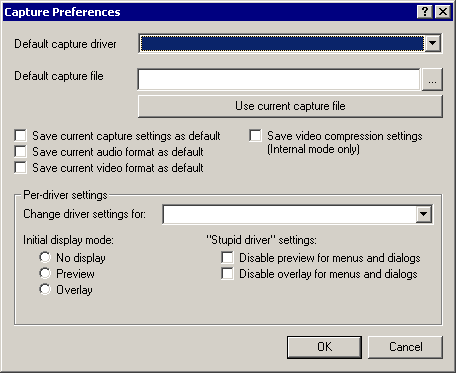 Capture Preferences
Default capture driver
Default capture file
...
Use current capture file
Save current capture settings as default
Save current audio format as default
Save current video format as default
Save video compression settings
(Internal mode only)
Per-driver settings
Change driver settings for:
Initial display mode:
No display
Preview
Overlay
"Stupid driver" settings:
Disable preview for menus and dialogs
Disable overlay for menus and dialogs
OK
Cancel